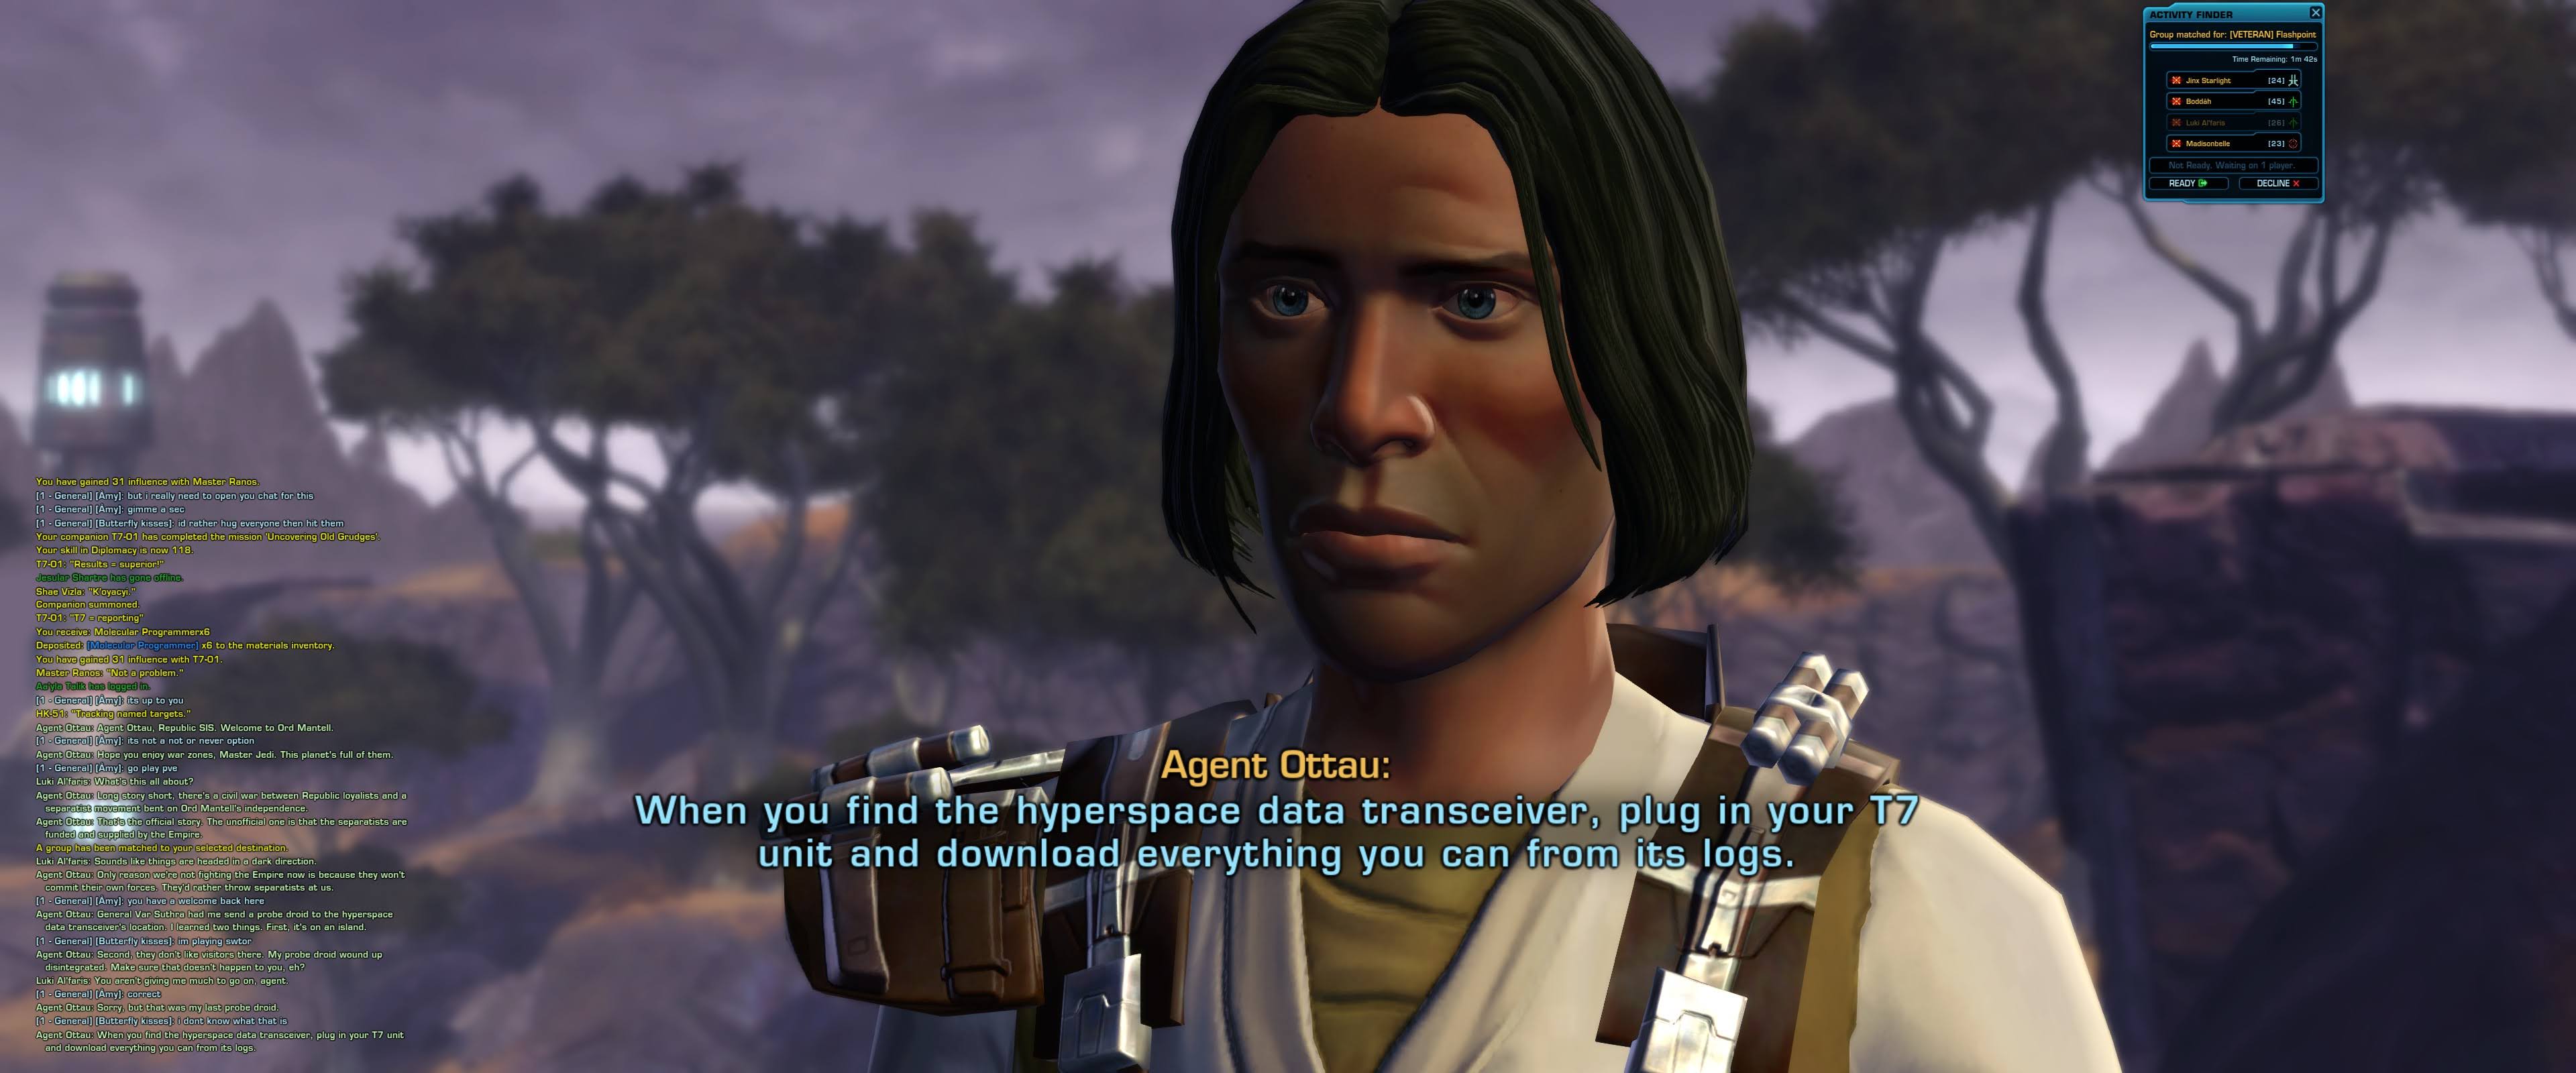 ACTIVITY FINDER
Group matched for: [VETERAN] Flashpoint
Time Remaining: 1m 42s
Jinx Starlight [24]
Boddàh [45]
Luki Al'faris [26]
Madisonbelle [23]
Not Ready. Waiting on 1 player.
READY DECLINE
You have gained 31 influence with Master Ranos.
[1 - General] [Àmy]: but i really need to open you chat for this
[1 - General] [Àmy]: gimme a sec
[1 - General] [Butterfly kisses]: id rather hug everyone then hit them
Your companion T7-O1 has completed the mission 'Uncovering Old Grudges'.
Your skill in Diplomacy is now 118.
T7-O1: "Results = superior!"
Jesular Shartre has gone offline.
Shae Vizla: "K'oyacyi."
Companion summoned.
T7-O1: "T7 = reporting"
You receive: Molecular Programmerx6
Deposited: [Molecular Programmer] x6 to the materials inventory.
You have gained 31 influence with T7-O1.
Master Ranos: "Not a problem."
has logged in.
[1 - General] [Àmy]: its up to you
HK-51: "Tracking named targets."
Agent Ottau: Agent Ottau, Republic SIS. Welcome to Ord Mantell.
[1 - General] [Àmy]: its not a not or never option
Agent Ottau: Hope you enjoy war zones, Master Jedi. This planet's full of them.
[1 - General] [Àmy]: go play pve
Luki Al'faris: What's this all about?
Agent Ottau: Long story short, there's a civil war between Republic loyalists and a
separatist movement bent on Ord Mantell's independence.
Agent Ottau: That's the official story. The unofficial one is that the separatists are
funded and supplied by the Empire.
A group has been matched to your selected destination.
Luki Al'faris: Sounds like things are headed in a dark direction.
Agent Ottau: Only reason we're not fighting the Empire now is because they won't
commit their own forces. They'd rather throw separatists at us.
[1 - General] [Àmy]: you have a welcome back here
Agent Ottau: General Var Suthra had me send a probe droid to the hyperspace
data transceiver's location. I learned two things. First, it's on an island.
[1 - General] [Butterfly kisses]: im playing swtor
Agent Ottau: Second, they don't like visitors there. My probe droid wound up
disintegrated. Make sure that doesn't happen to you, eh?
Luki Al'faris: You aren't giving me much to go on, agent.
[1 - General] [Àmy]: correct
Agent Ottau: Sorry, but that was my last probe droid.
[1 - General] [Butterfly kisses]: i dont know what that is
Agent Ottau: When you find the hyperspace data transceiver, plug in your T7 unit
and download everything you can from its logs.
Agent Ottau:
When you find the hyperspace data transceiver, plug in your T7
unit and download everything you can from its logs.